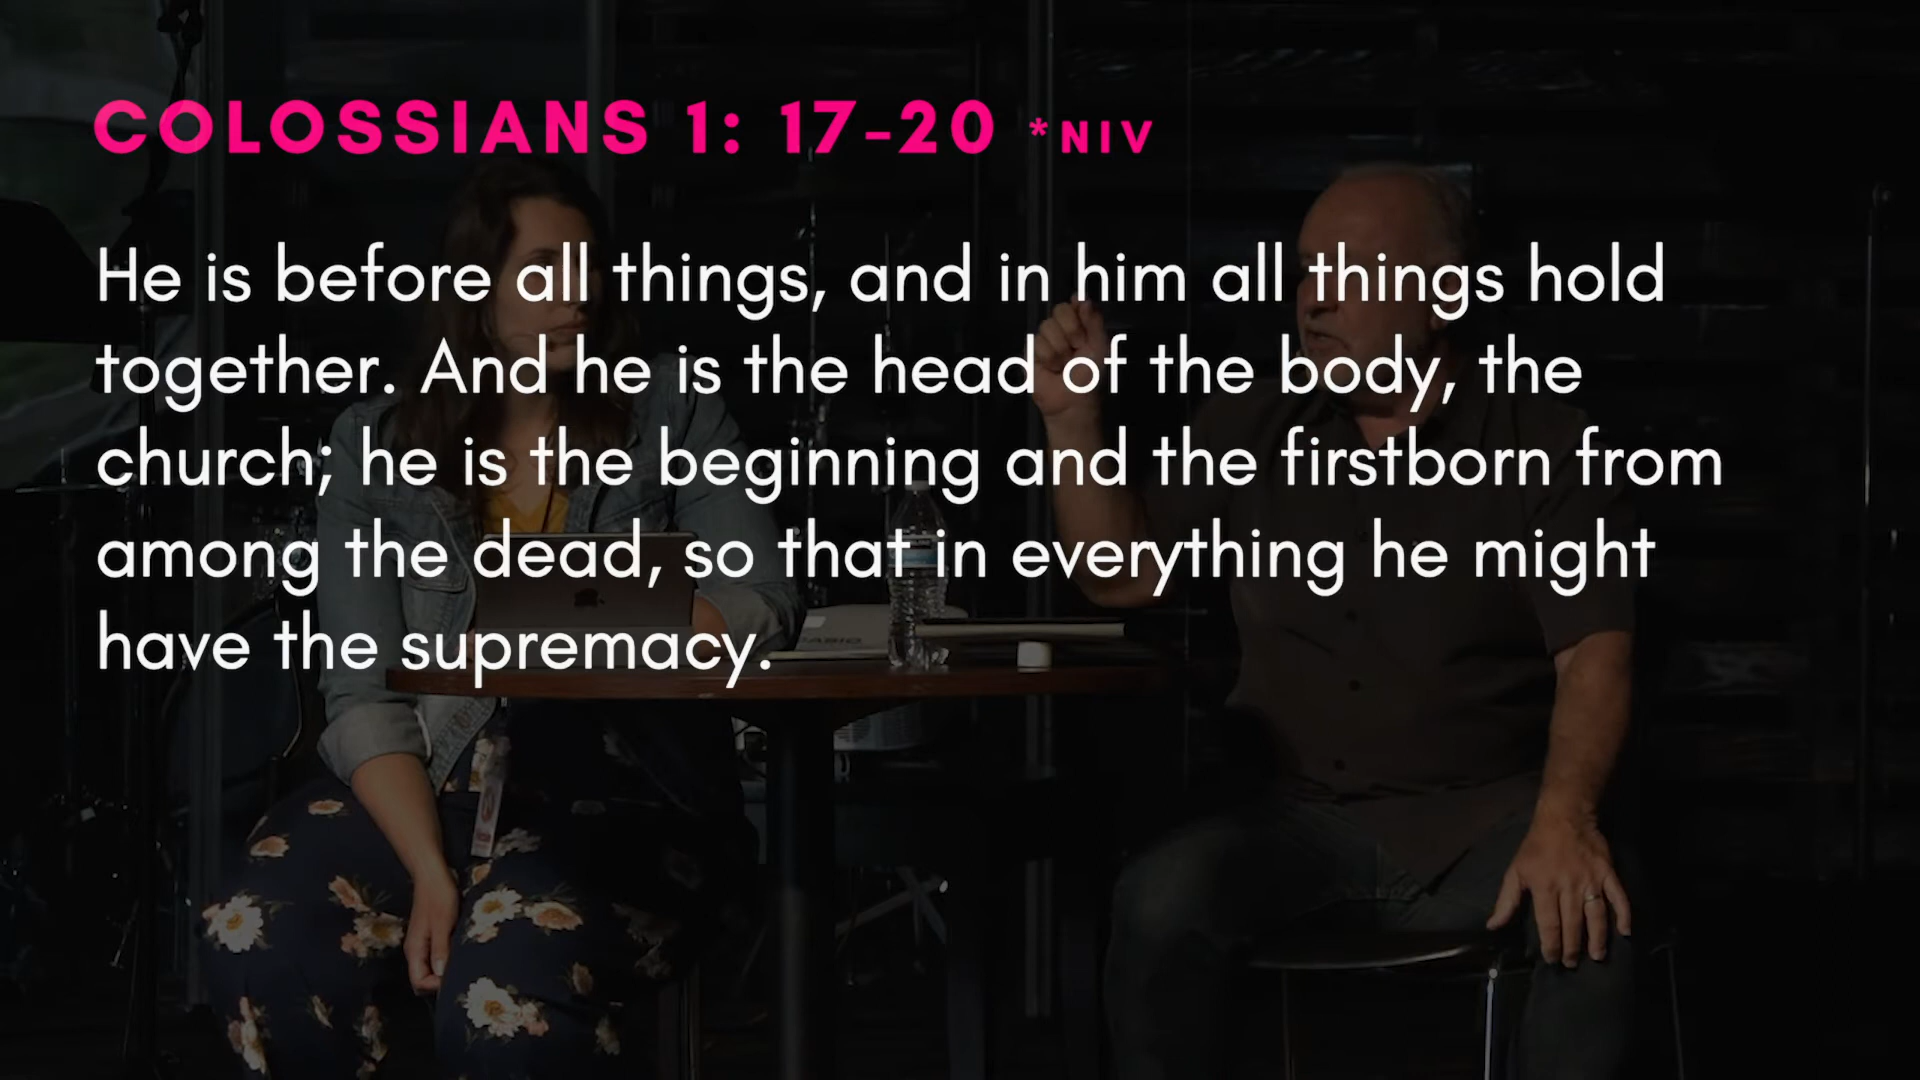 COLOSSIANS 1: 17-20 *NIV
He is before all things, and in him all things hold
together. And he is the head of the body, the
church; he is the beginning and the firstborn from
among the dead, so that in everything he might
have the supremacy.
CASIO